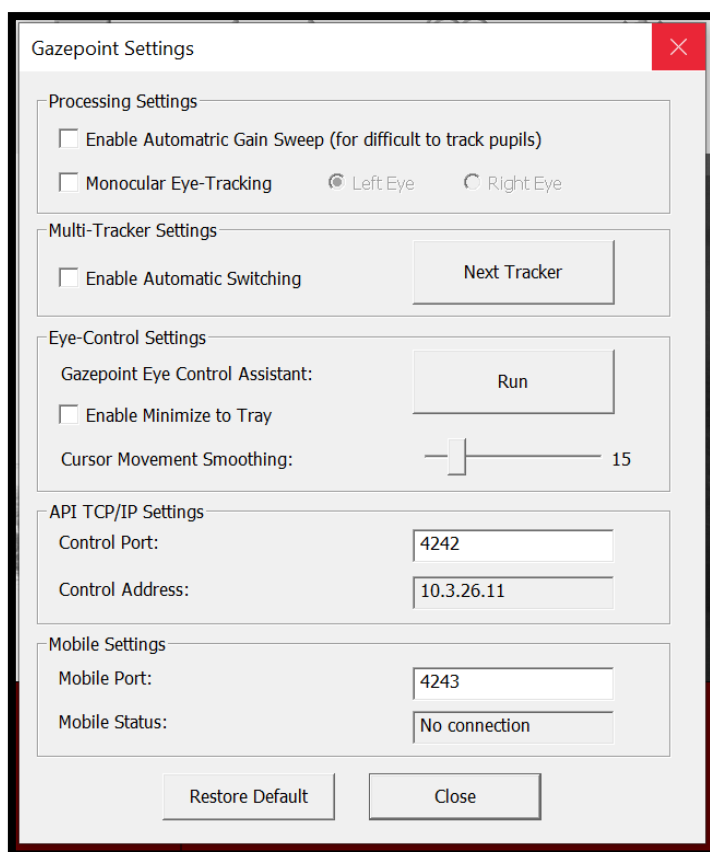 Gazepoint Settings
Processing Settings
Enable Automatric Gain Sweep (for difficult to track pupils)
Monocular Eye-Tracking Left Eye Right Eye
Multi-Tracker Settings
Enable Automatic Switching Next Tracker
Eye-Control Settings
Gazepoint Eye Control Assistant: Run
Enable Minimize to Tray
Cursor Movement Smoothing: 15
API TCP/IP Settings
Control Port: 4242
Control Address: 10.3.26.11
Mobile Settings
Mobile Port: 4243
Mobile Status: No connection
Restore Default Close